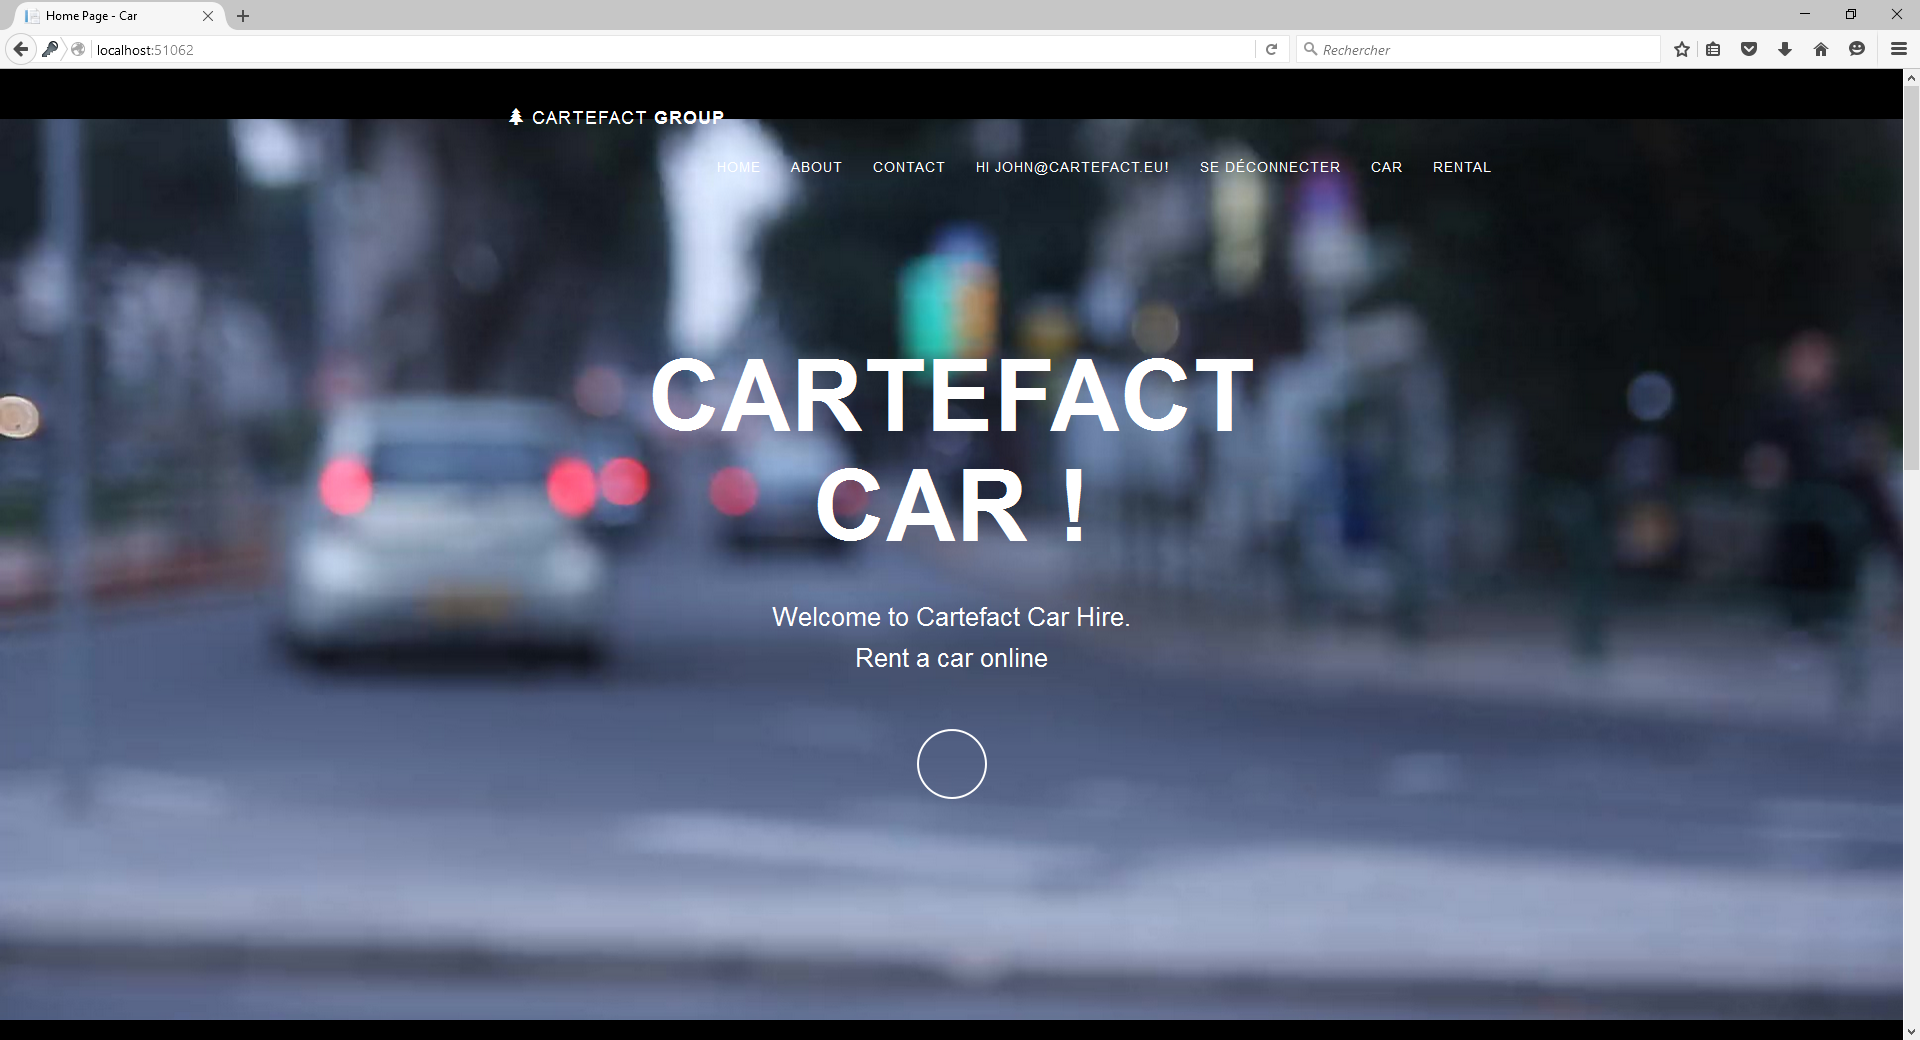 Home Page - Car
localhost:51062
Rechercher
CARTEFACT GROUP
HOME ABOUT CONTACT HI JOHN@CARTEFACT.EU! SE DÉCONNECTER CAR RENTAL
CARTEFACT
CAR !
Welcome to Cartefact Car Hire.
Rent a car online